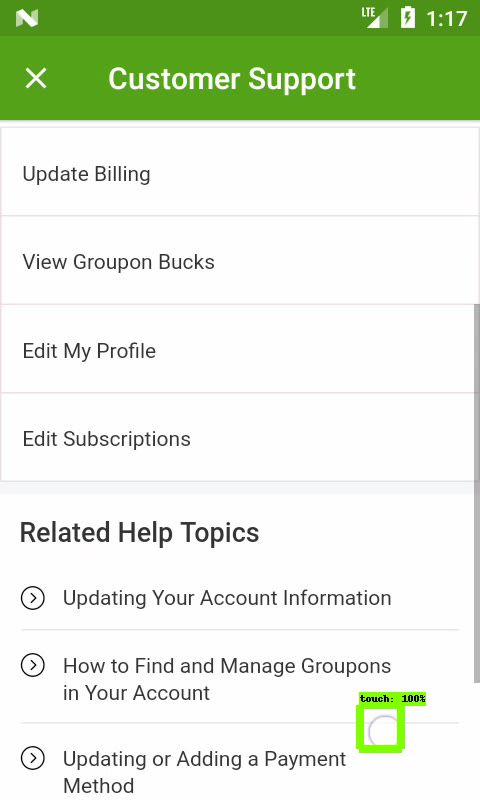 LTE 1:17
Customer Support
Update Billing
View Groupon Bucks
Edit My Profile
Edit Subscriptions
Related Help Topics
Updating Your Account Information
How to Find and Manage Groupons
in Your Account
touch: 100%
Updating or Adding a Payment
Method